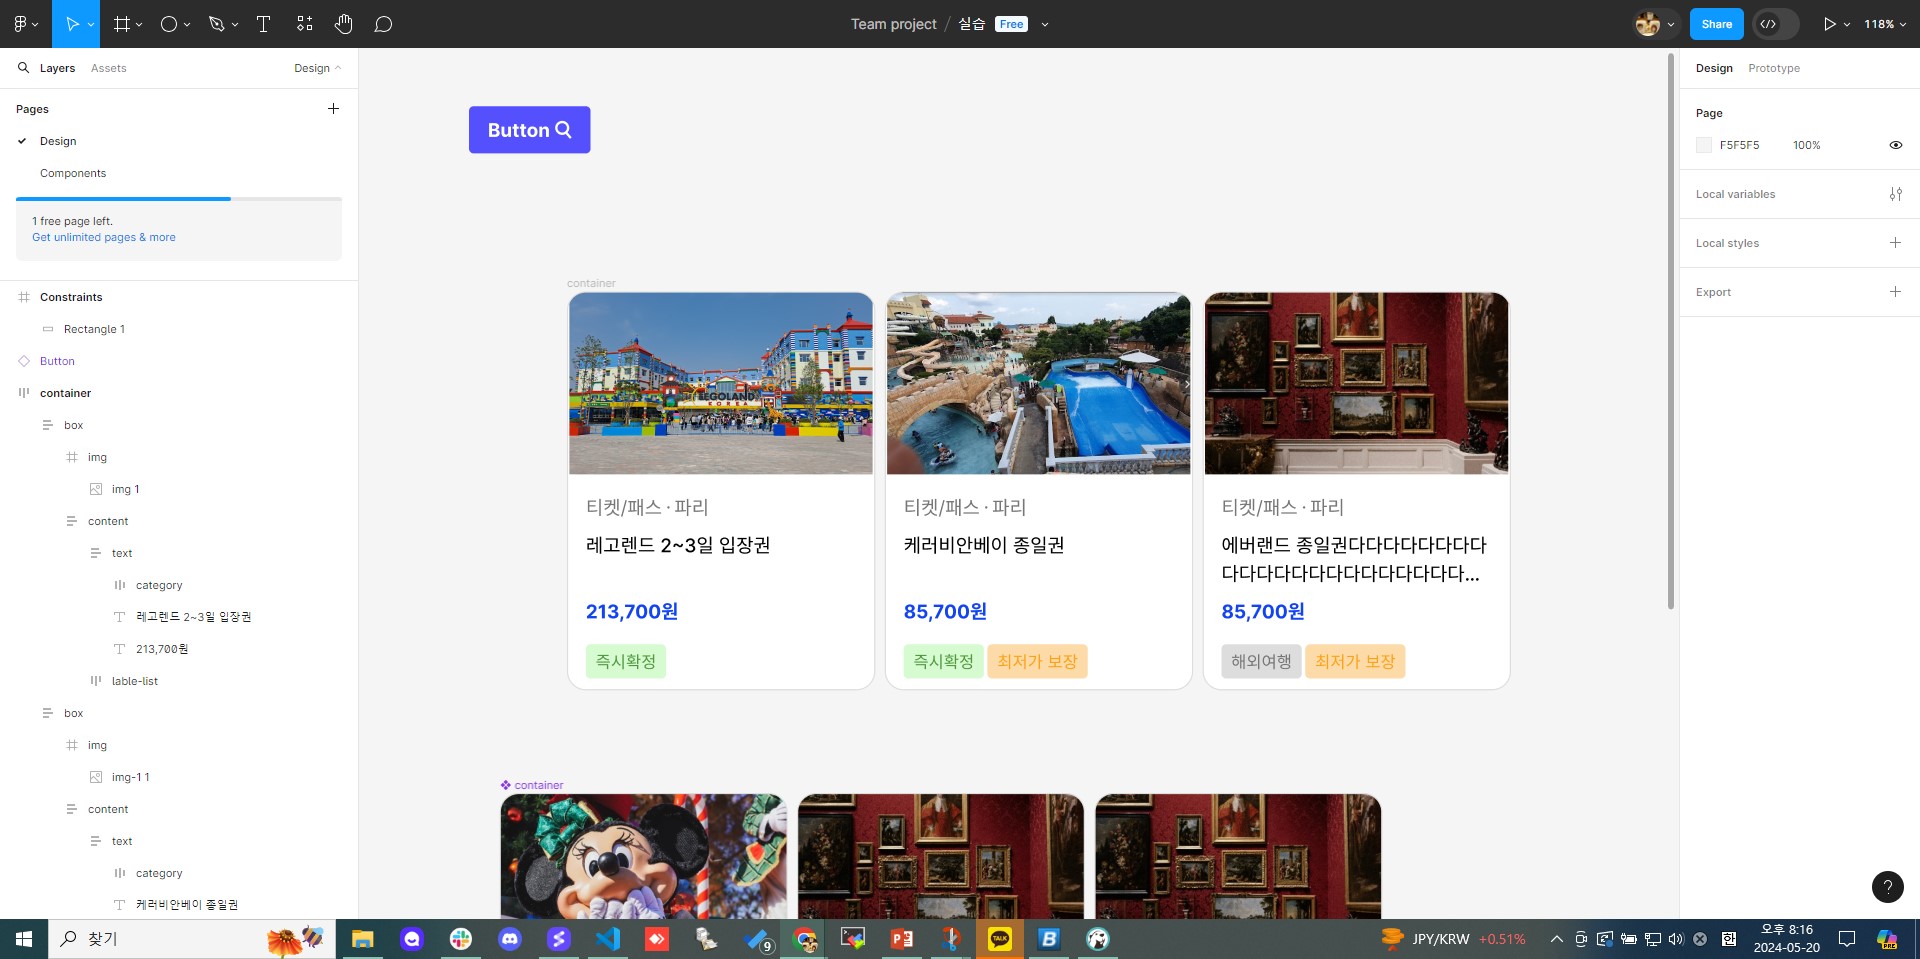 Team project / 실습 Free
Share
118%
Layers
Assets
Design
Pages
Design
Components
1 free page left.
Get unlimited pages & more
Constraints
Rectangle 1
Button
container
box
img
img 1
content
text
category
레고렌드 2~3일 입장권
213,700원
lable-list
box
img
img-1 1
content
text
category
케러비안베이 종일권
Button
container
LEGOLAND
KOREA
티켓/패스 · 파리
레고렌드 2~3일 입장권
213,700원
즉시확정
티켓/패스 · 파리
케러비안베이 종일권
85,700원
즉시확정 최저가 보장
티켓/패스 · 파리
에버랜드 종일권다다다다다다다다
다다다다다다다다다다다다다다...
85,700원
해외여행 최저가 보장
container
Design
Prototype
Page
F5F5F5 100%
Local variables
Local styles
Export
?
찾기
9
TALK
B
JPY/KRW +0.51%
한
오후 8:16
2024-05-20
PRE